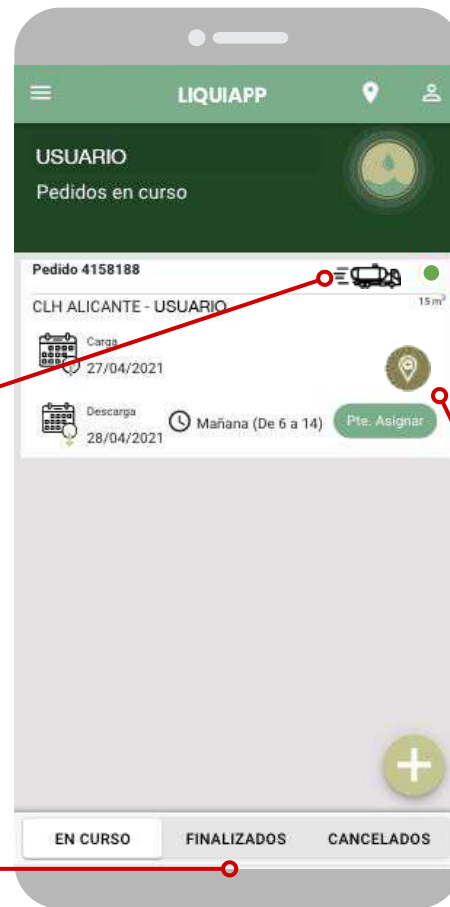 LIQUIAPP
USUARIO
Pedidos en curso
Pedido 4158188
CLH ALICANTE - USUARIO
15 m³
Carga
27/04/2021
Descarga
28/04/2021
Mañana (De 6 a 14)
Pte. Asignar
EN CURSO
FINALIZADOS
CANCELADOS